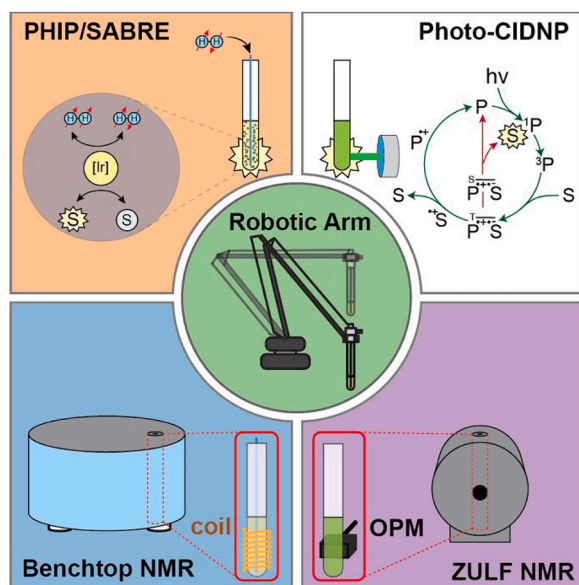 PHIP/SABRE
H H
H H
H H
[Ir]
S
S
Photo-CIDNP
hν
P
¹P
S
P•+
³P
S
P•+•-S
S
S
•+S
T
P•+•-S
Robotic Arm
coil
Benchtop NMR
OPM
ZULF NMR